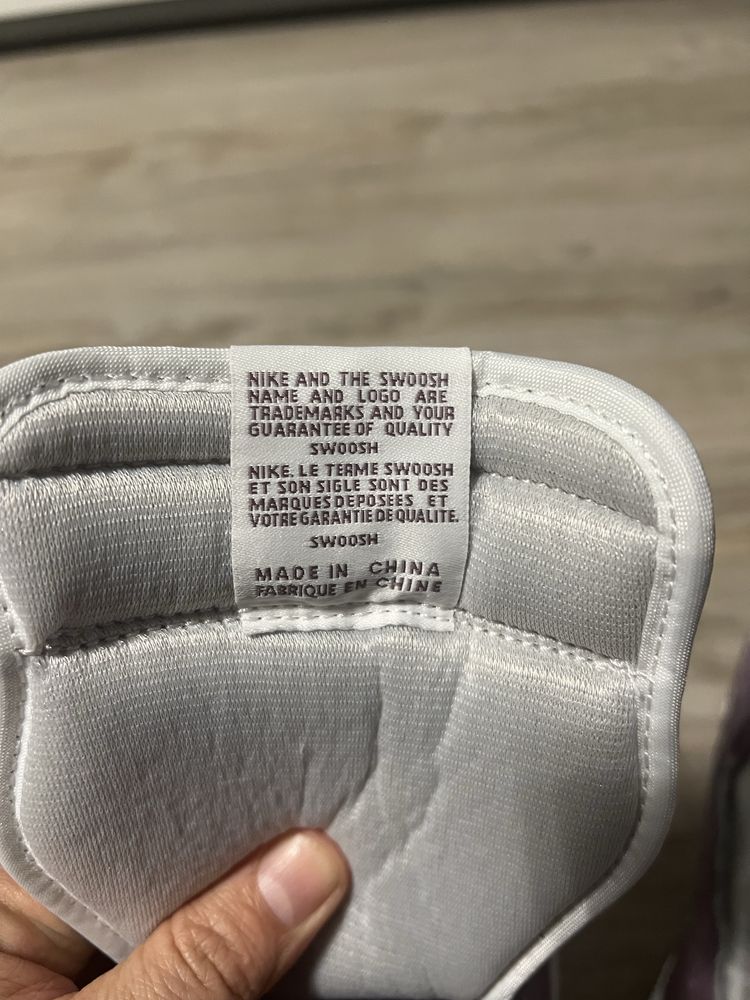 NIKE AND THE SWOOSH
NAME AND LOGO ARE
TRADEMARKS AND YOUR
GUARANTEE OF QUALITY
SWOOSH
NIKE. LE TERME SWOOSH
ET SON SIGLE SONT DES
MARQUES DEPOSEES ET
VOTRE GARANTIE DE QUALITE.
SWOOSH
MADE IN CHINA
FABRIQUE EN CHINE